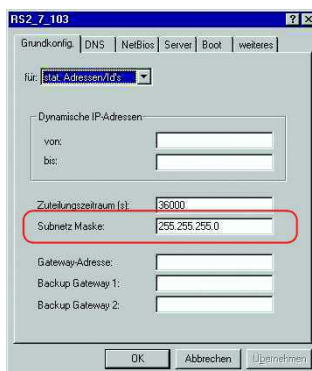 RS2_7_103
Grundkonfig. DNS NetBios Server Boot weiteres
für: stat. Adressen/Id's
Dynamische IP-Adressen
von:
bis:
Zuteilungszeitraum (s): 36000
Subnetz Maske: 255.255.255.0
Gateway-Adresse:
Backup Gateway 1:
Backup Gateway 2:
OK Abbrechen Übernehmen